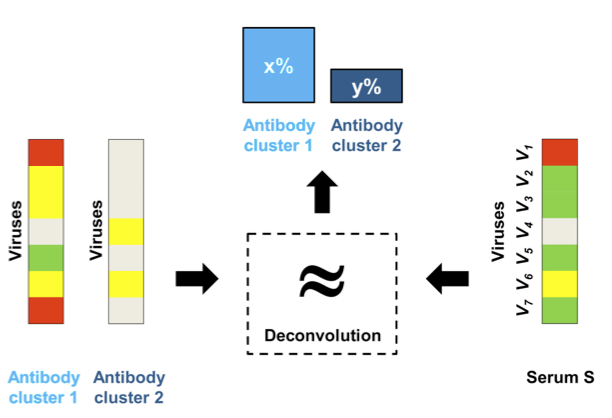 x%
y%
Antibody
cluster 1
Antibody
cluster 2
Viruses
Viruses
Viruses
V1
V2
V3
V4
V5
V6
V7
≈
Deconvolution
Antibody
cluster 1
Antibody
cluster 2
Serum S